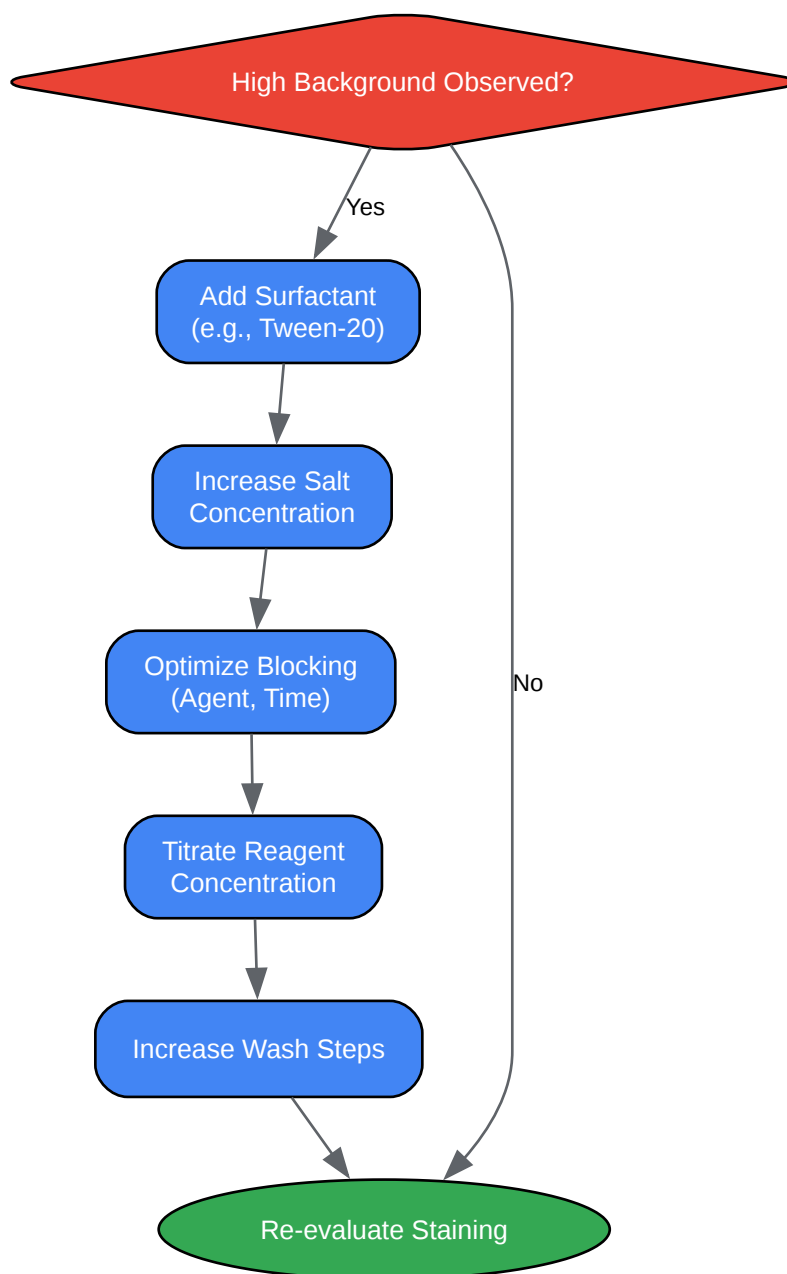 High Background Observed?
Yes
Add Surfactant
(e.g., Tween-20)
Increase Salt
Concentration
Optimize Blocking
(Agent, Time)
No
Titrate Reagent
Concentration
Increase Wash Steps
Re-evaluate Staining